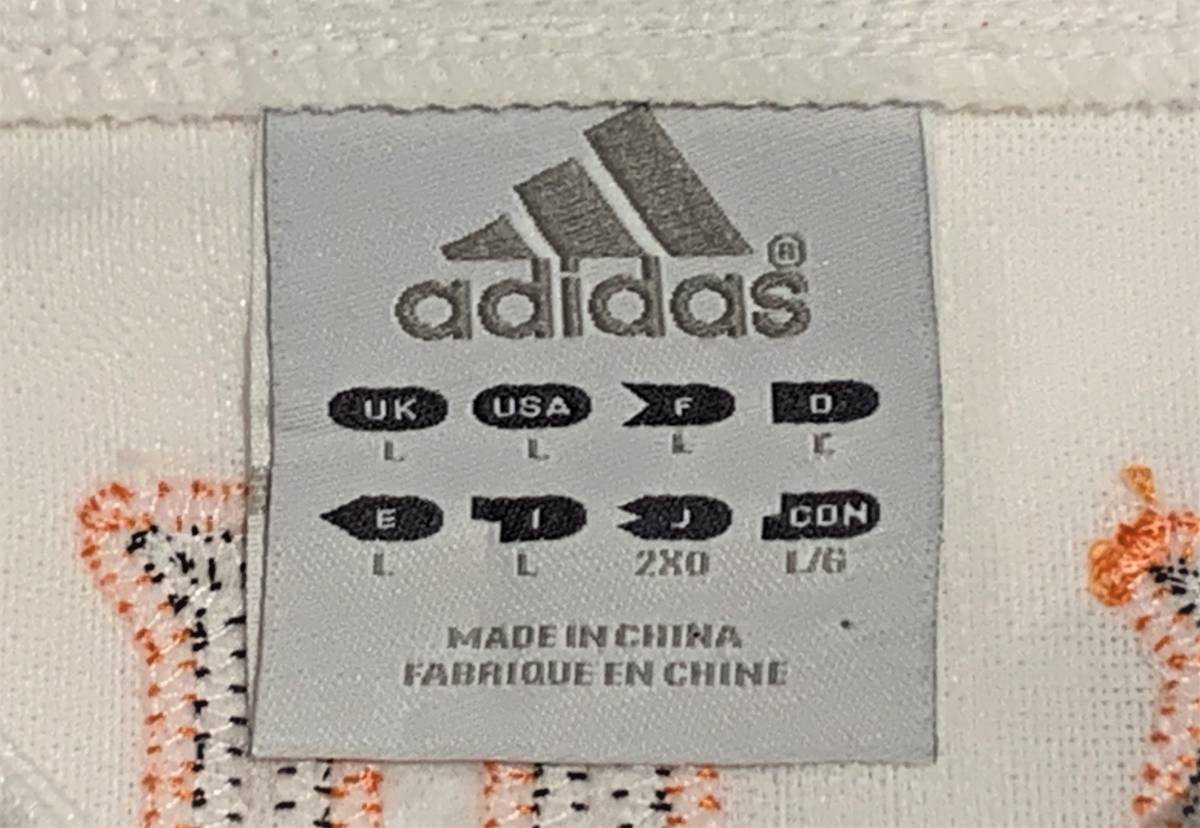 adidas®
UK USA F D
L L L L
E I J CDN
L L 2XO L/G
MADE IN CHINA
FABRIQUE EN CHINE